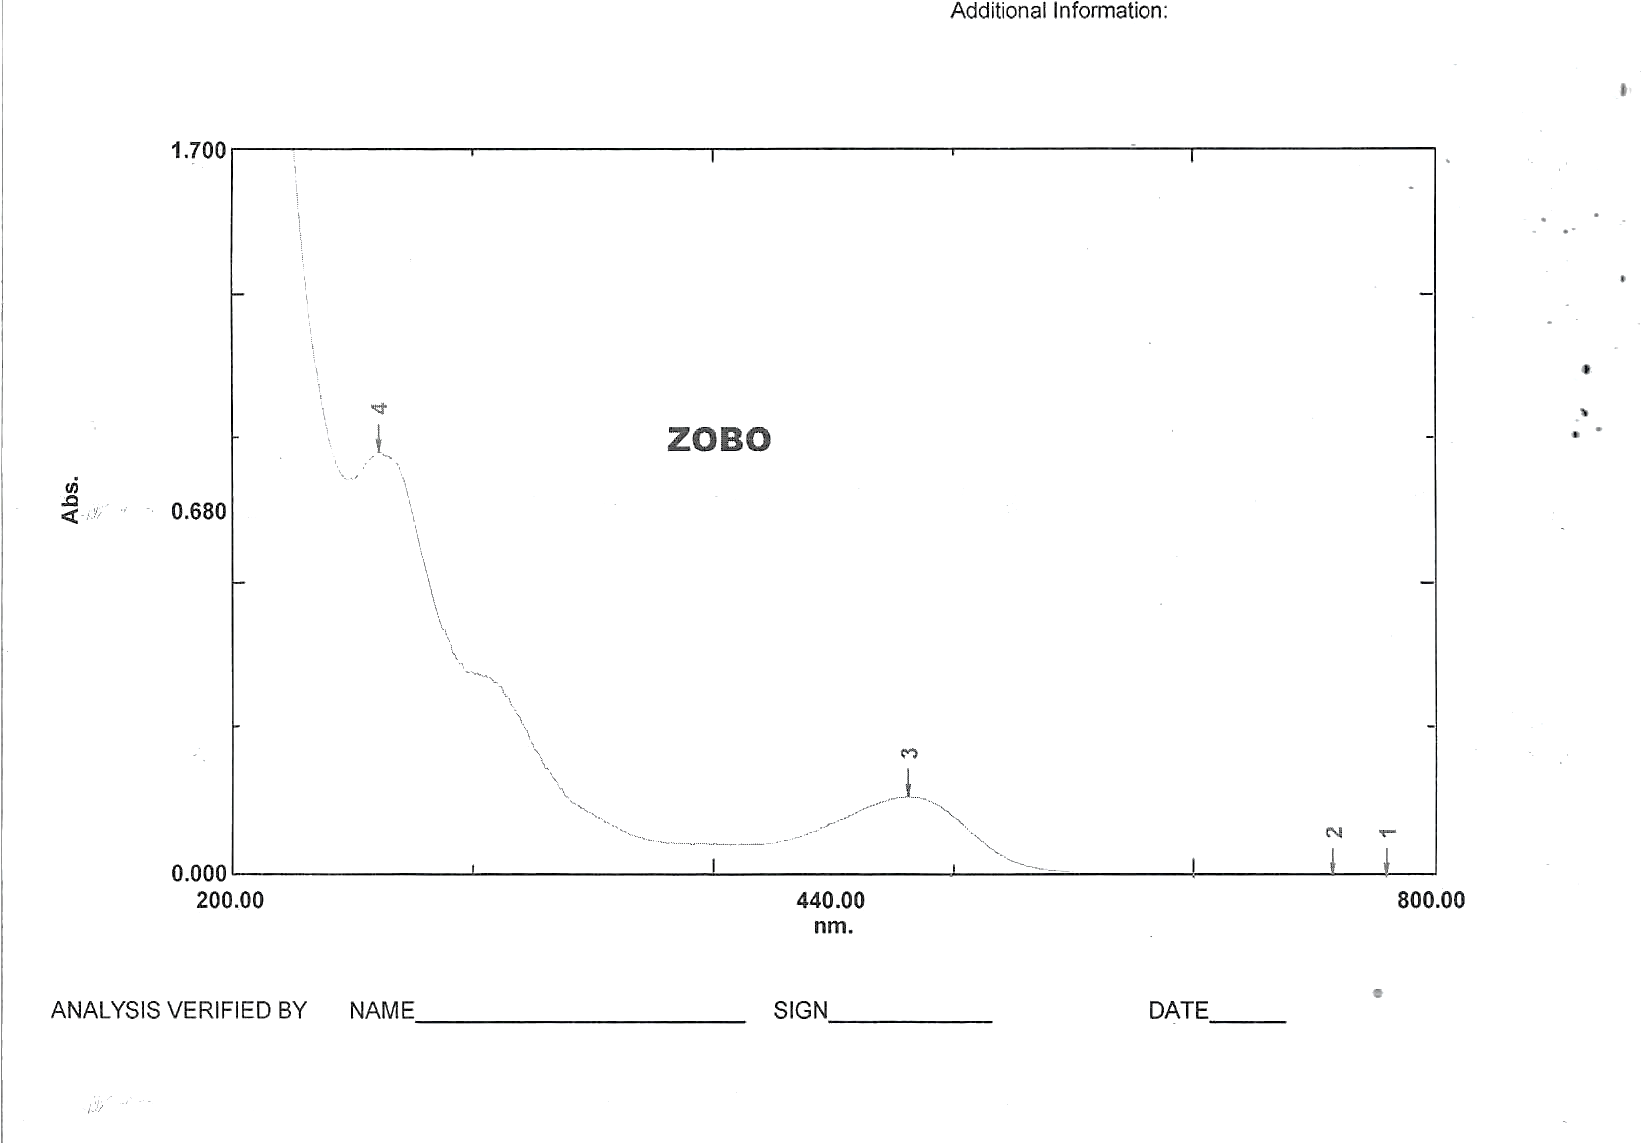 Additional Information:
1.700
4
ZOBO
Abs.
0.680
3
2
1
0.000
200.00
440.00
800.00
nm.
ANALYSIS VERIFIED BY NAME SIGN DATE